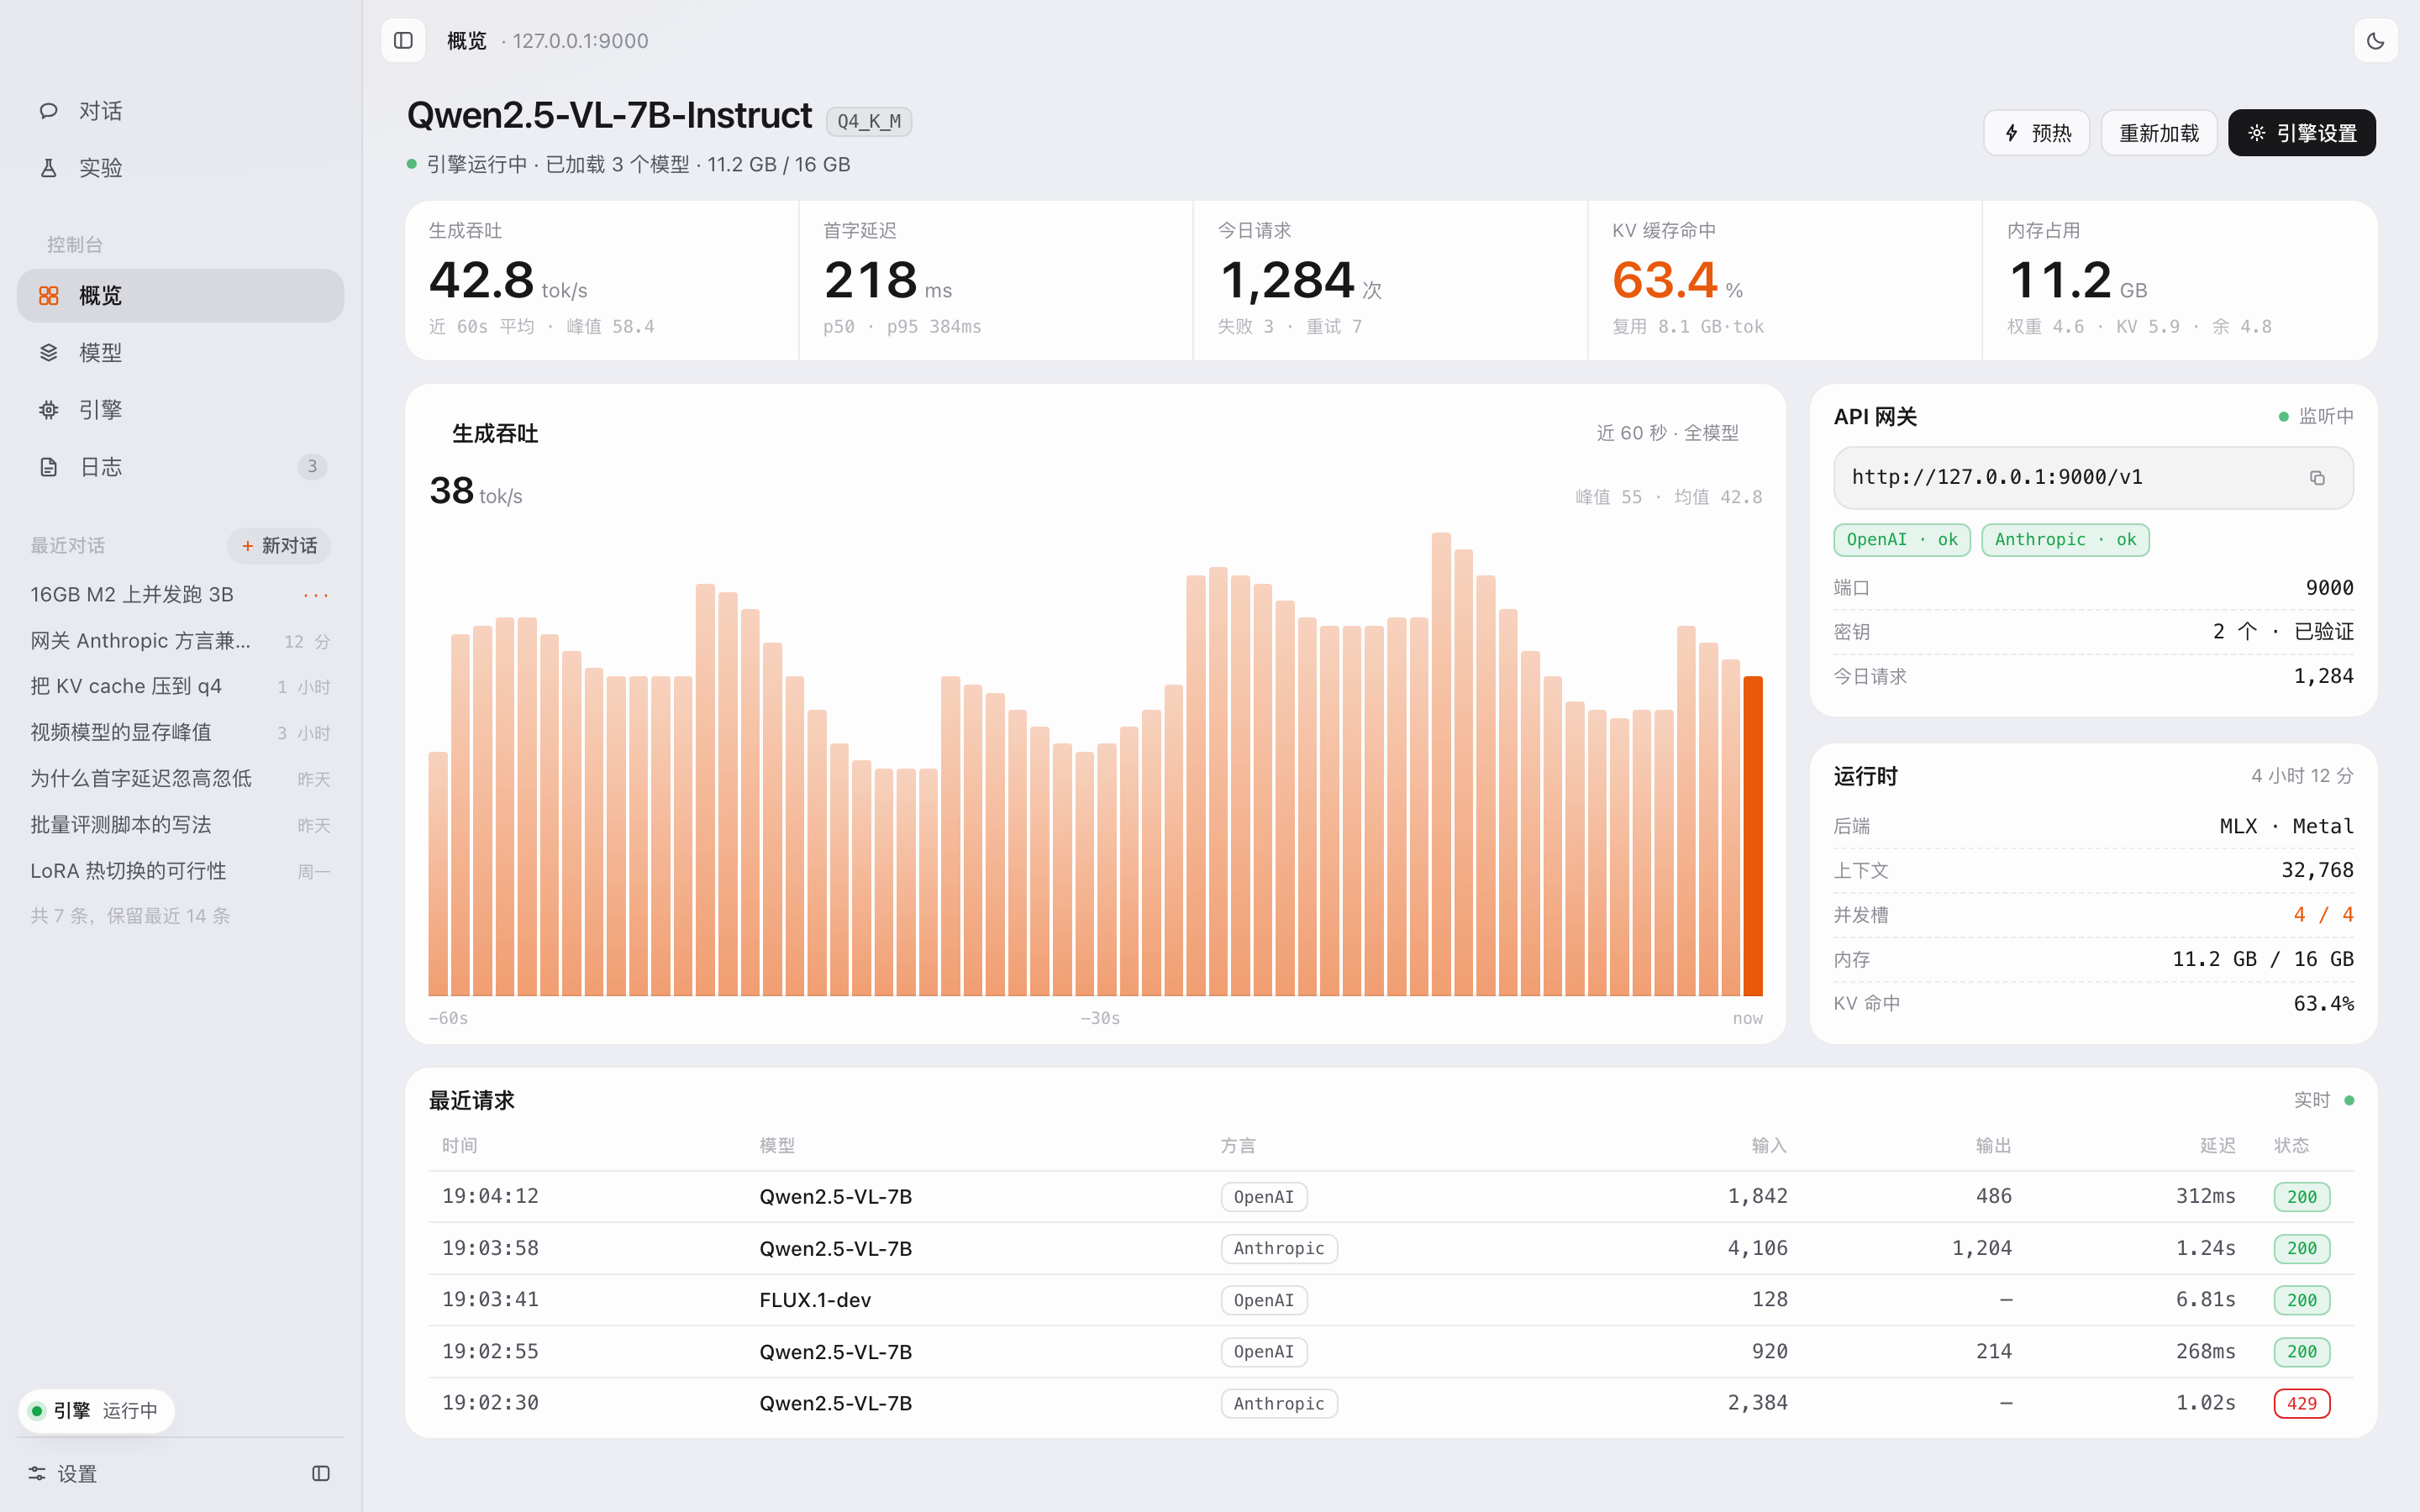 概览 · 127.0.0.1:9000
对话
实验
控制台
概览
模型
引擎
日志 3
最近对话 + 新对话
16GB M2 上并发跑 3B ···
网关 Anthropic 方言兼... 12 分
把 KV cache 压到 q4 1 小时
视频模型的显存峰值 3 小时
为什么首字延迟忽高忽低 昨天
批量评测脚本的写法 昨天
LoRA 热切换的可行性 周一
共 7 条，保留最近 14 条
引擎 运行中
设置
Qwen2.5-VL-7B-Instruct Q4_K_M
引擎运行中 · 已加载 3 个模型 · 11.2 GB / 16 GB
预热 重新加载 引擎设置
生成吞吐
42.8 tok/s
近 60s 平均 · 峰值 58.4
首字延迟
218 ms
p50 · p95 384ms
今日请求
1,284 次
失败 3 · 重试 7
KV 缓存命中
63.4 %
复用 8.1 GB·tok
内存占用
11.2 GB
权重 4.6 · KV 5.9 · 余 4.8
生成吞吐 近 60 秒 · 全模型
38 tok/s 峰值 55 · 均值 42.8
−60s −30s now
API 网关 监听中
http://127.0.0.1:9000/v1
OpenAI · ok Anthropic · ok
端口 9000
密钥 2 个 · 已验证
今日请求 1,284
运行时 4 小时 12 分
后端 MLX · Metal
上下文 32,768
并发槽 4 / 4
内存 11.2 GB / 16 GB
KV 命中 63.4%
最近请求 实时
时间 模型 方言 输入 输出 延迟 状态
19:04:12 Qwen2.5-VL-7B OpenAI 1,842 486 312ms 200
19:03:58 Qwen2.5-VL-7B Anthropic 4,106 1,204 1.24s 200
19:03:41 FLUX.1-dev OpenAI 128 — 6.81s 200
19:02:55 Qwen2.5-VL-7B OpenAI 920 214 268ms 200
19:02:30 Qwen2.5-VL-7B Anthropic 2,384 — 1.02s 429